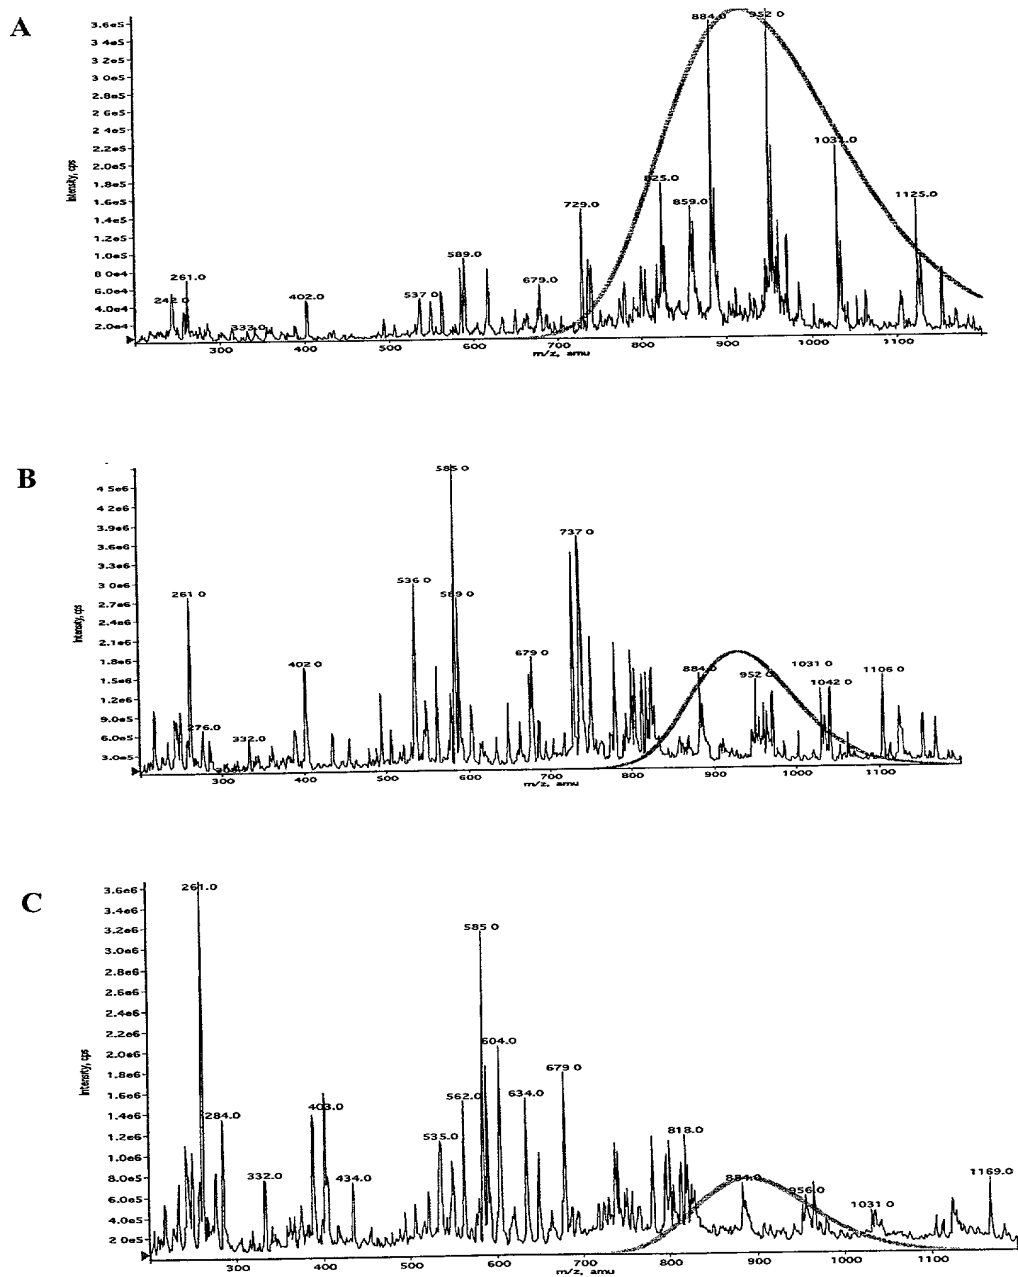 A
3.6e5
3 4e5
3 2e5
3 0e5
2.8e5
2.6e5
2 4e5
2.2e5
2.0e5
1.8e5
1.6e5
1.4e5
1.2e5
1.0e5
8.0e4
6.0e4
4.0e4
2.0e4
Intensity, cps
242.0
261.0
333.0
402.0
537 0
589.0
679.0
729.0
825.0
859.0
884.0
952 0
1031.0
1125.0
300 400 500 600 700 800 900 1000 1100
m/z, amu
B
4 5e6
4.2e6
3.9e6
3.6e6
3.3e6
3.0e6
2.7e6
2.4e6
2.1e6
1.8e6
1.5e6
1.2e6
9.0e5
6.0e5
3.0e5
Intensity, cps
261 0
276.0
332.0
402 0
536 0
585 0
589 0
679 0
737 0
884.0
952 0
1031 0
1042 0
1106 0
300 400 500 600 700 800 900 1000 1100
m/z, amu
C
3.6e6
3.4e6
3.2e6
3.0e6
2.8e6
2.6e6
2.4e6
2.2e6
2.0e6
1.8e6
1.6e6
1.4e6
1.2e6
1.0e6
8.0e5
6.0e5
4.0e5
2 0e5
Intensity, cps
261.0
284.0
332.0
403.0
434.0
535.0
562.0
585 0
604.0
634.0
679 0
818.0
884.0
956.0
1031 0
1169.0
300 400 500 600 700 800 900 1000 1100
m/z, amu